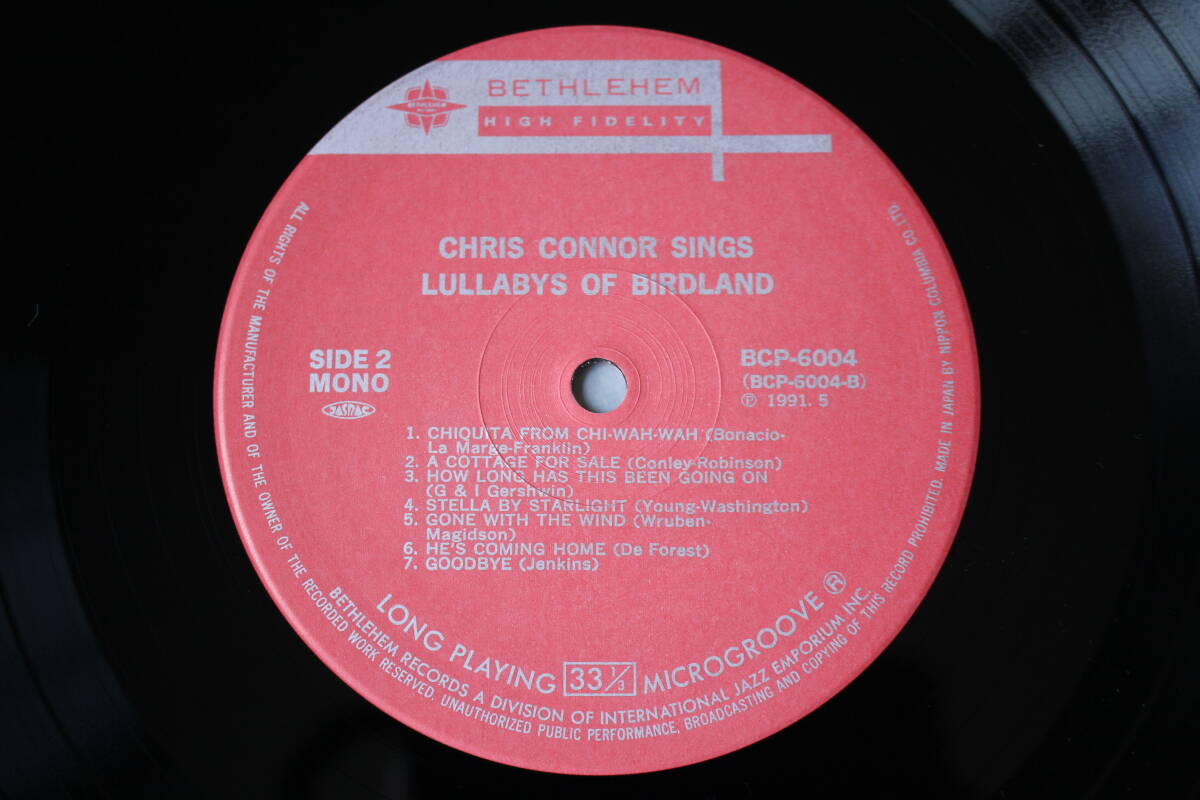 BETHLEHEM
BETHLEHEM
HIGH FIDELITY
CHRIS CONNOR SINGS
LULLABYS OF BIRDLAND
SIDE 2
MONO
JASRAC
BCP-6004
(BCP-6004-B)
Ⓟ 1991. 5
1. CHIQUITA FROM CHI-WAH-WAH (Bonacio-
La Marge-Franklin)
2. A COTTAGE FOR SALE (Conley-Robinson)
3. HOW LONG HAS THIS BEEN GOING ON
(G & I Gershwin)
4. STELLA BY STARLIGHT (Young-Washington)
5. GONE WITH THE WIND (Wruben-
Magidson)
6. HE'S COMING HOME (De Forest)
7. GOODBYE (Jenkins)
LONG PLAYING 33 1/3 MICROGROOVE ®
BETHLEHEM RECORDS A DIVISION OF INTERNATIONAL JAZZ EMPORIUM INC.
ALL RIGHTS OF THE MANUFACTURER AND OF THE OWNER OF THE RECORDED WORK RESERVED. UNAUTHORIZED PUBLIC PERFORMANCE, BROADCASTING AND COPYING OF THIS RECORD PROHIBITED. MADE IN JAPAN BY NIPPON COLUMBIA CO. LTD.